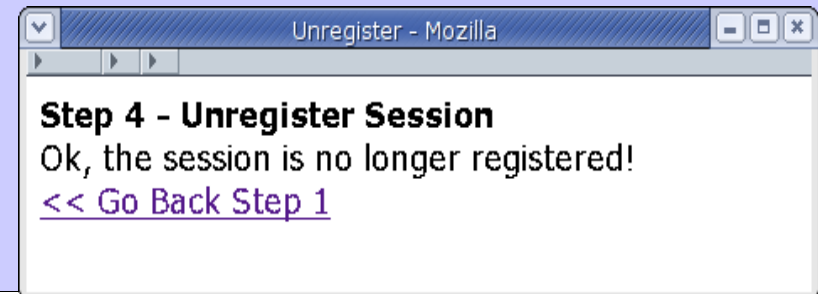 Unregister - Mozilla
Step 4 - Unregister Session
Ok, the session is no longer registered!
<< Go Back Step 1